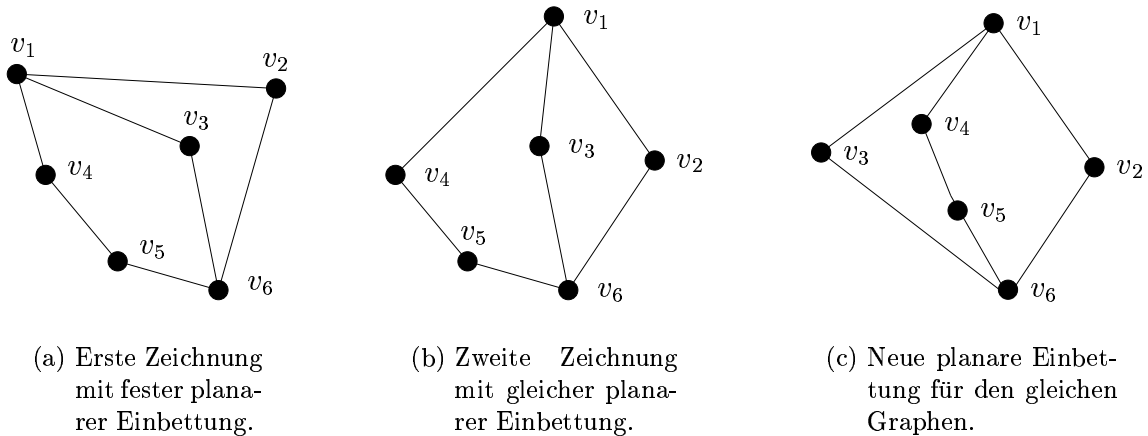 v1
v2
v3
v4
v5
v6
(a) Erste Zeichnung
mit fester plana-
rer Einbettung.
v1
v4
v3
v2
v5
v6
(b) Zweite Zeichnung
mit gleicher plana-
rer Einbettung.
v1
v4
v3
v2
v5
v6
(c) Neue planare Einbet-
tung für den gleichen
Graphen.